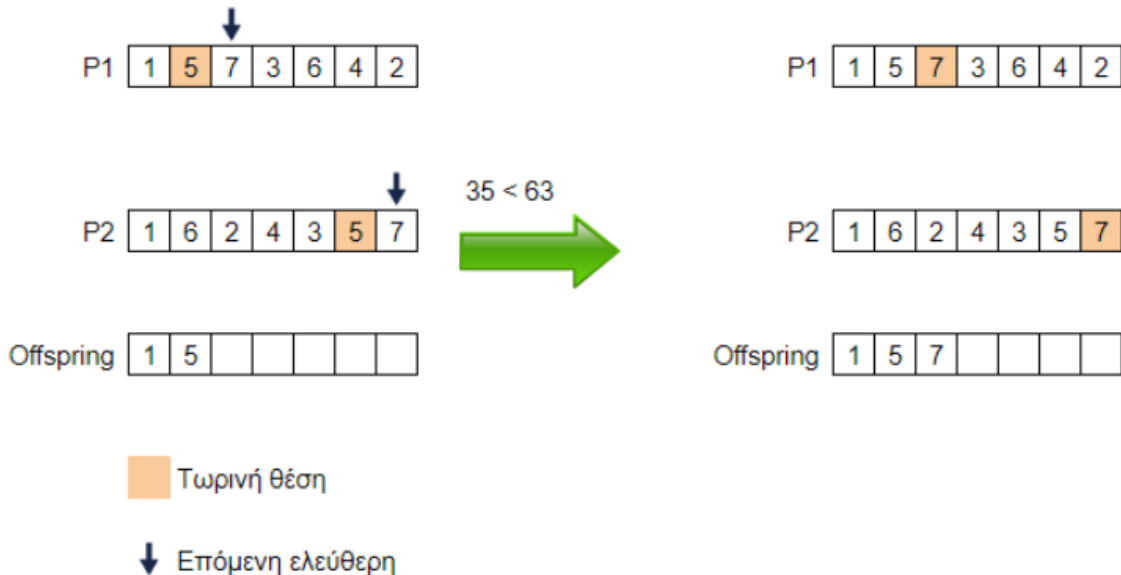 P1 1 5 7 3 6 4 2
P1 1 5 7 3 6 4 2
35 < 63
P2 1 6 2 4 3 5 7
P2 1 6 2 4 3 5 7
Offspring 1 5
Offspring 1 5 7
Τωρινή θέση
Επόμενη ελεύθερη